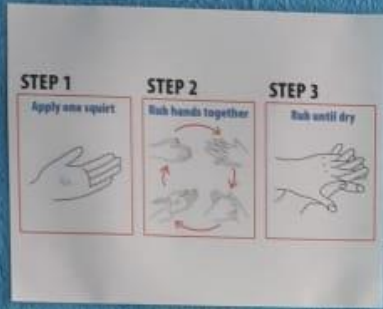 STEP 1
Apply one squirt
STEP 2
Rub hands together
STEP 3
Rub until dry